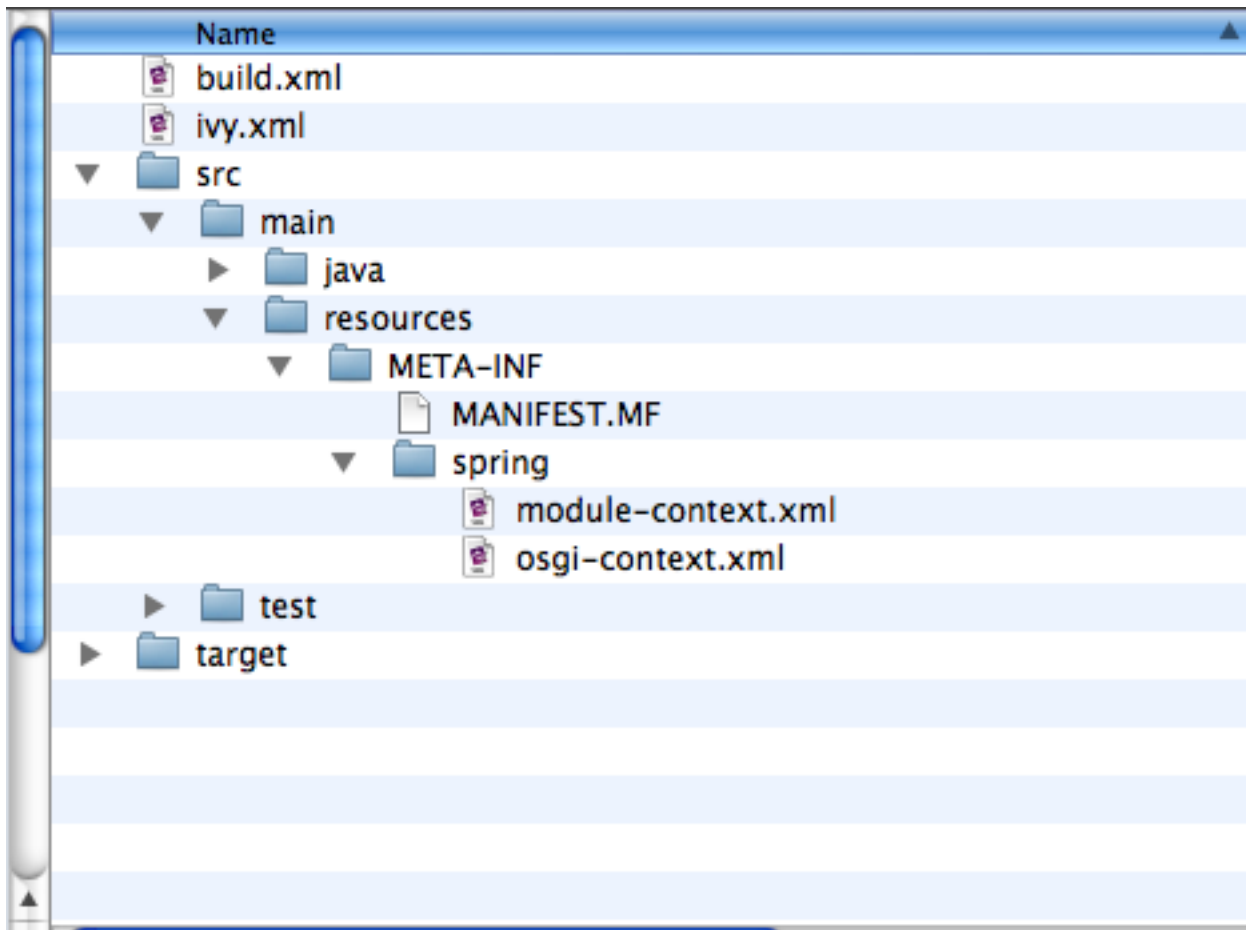 Name
build.xml
ivy.xml
src
main
java
resources
META-INF
MANIFEST.MF
spring
module-context.xml
osgi-context.xml
test
target